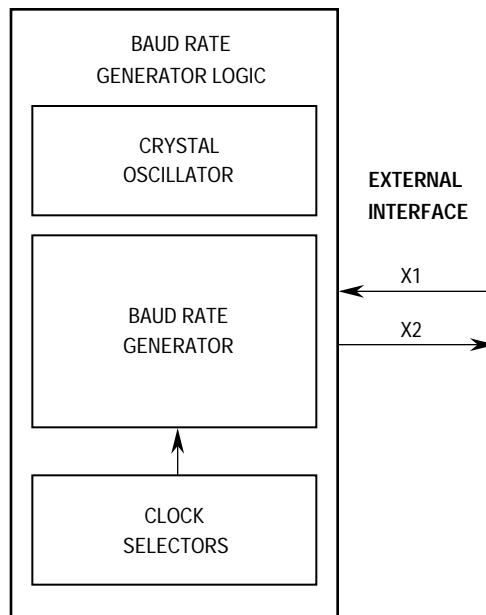 BAUD RATE
GENERATOR LOGIC
CRYSTAL
OSCILLATOR
EXTERNAL
INTERFACE
X1
BAUD RATE
GENERATOR
X2
CLOCK
SELECTORS